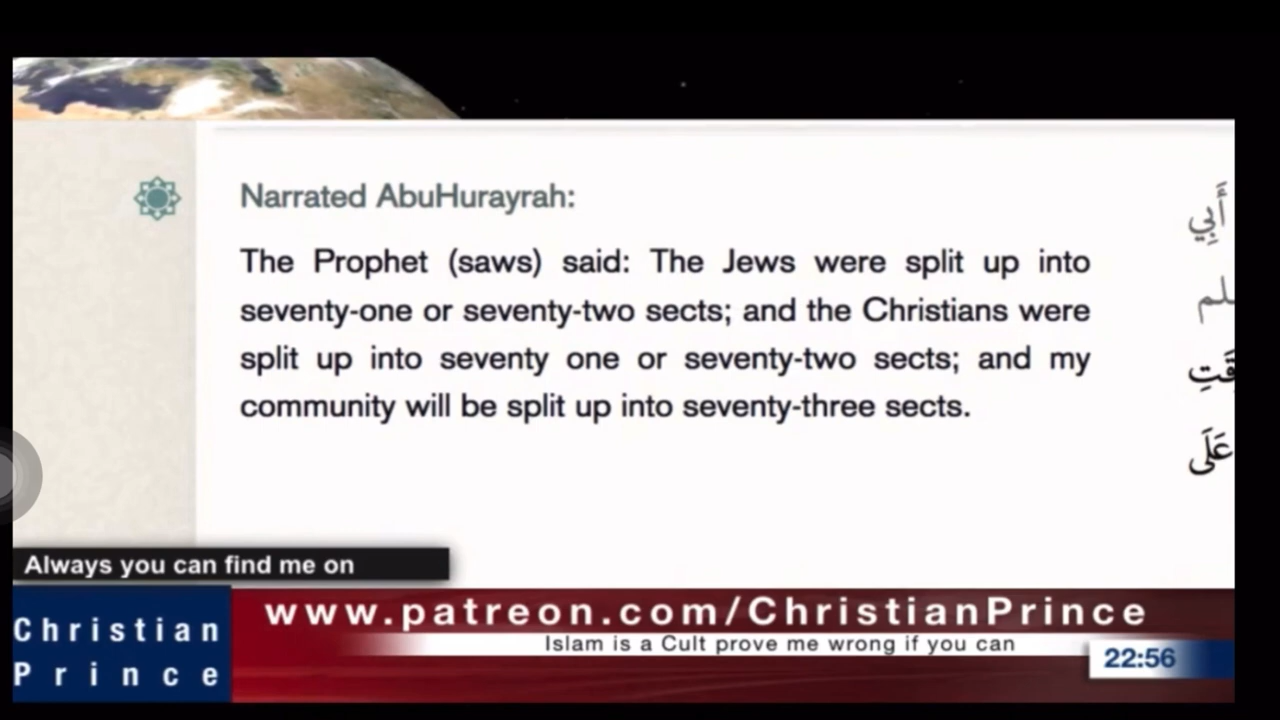 Narrated AbuHurayrah:
The Prophet (saws) said: The Jews were split up into
seventy-one or seventy-two sects; and the Christians were
split up into seventy one or seventy-two sects; and my
community will be split up into seventy-three sects.
أَبِي
عَلَى
Always you can find me on
www.patreon.com/ChristianPrince
Islam is a Cult prove me wrong if you can
Christian
Prince
22:56